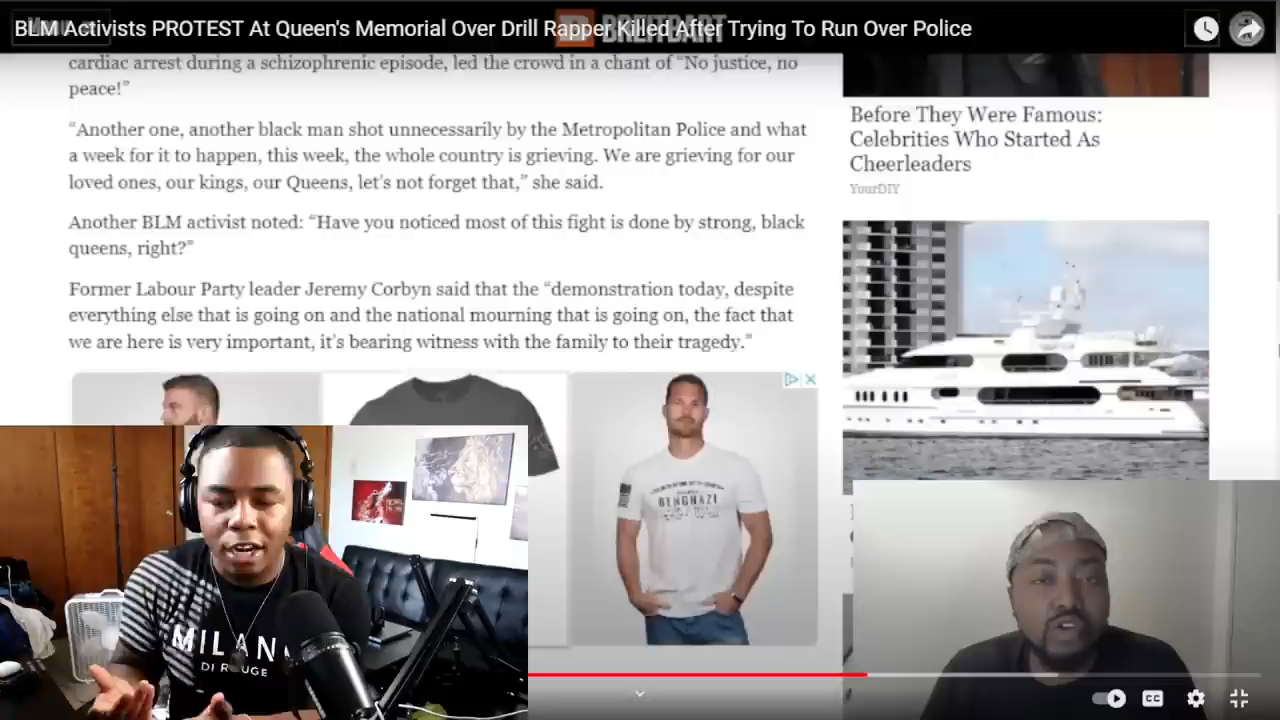 BLM Activists PROTEST At Queen's Memorial Over Drill Rapper Killed After Trying To Run Over Police
BREITBART
cardiac arrest during a schizophrenic episode, led the crowd in a chant of “No justice, no
peace!”
“Another one, another black man shot unnecessarily by the Metropolitan Police and what
a week for it to happen, this week, the whole country is grieving. We are grieving for our
loved ones, our kings, our Queens, let’s not forget that,” she said.
Another BLM activist noted: “Have you noticed most of this fight is done by strong, black
queens, right?”
Former Labour Party leader Jeremy Corbyn said that the “demonstration today, despite
everything else that is going on and the national mourning that is going on, the fact that
we are here is very important, it’s bearing witness with the family to their tragedy.”
Before They Were Famous:
Celebrities Who Started As
Cheerleaders
YourDIY
BENGHAZI
MILAN
DI ROUGE
CC